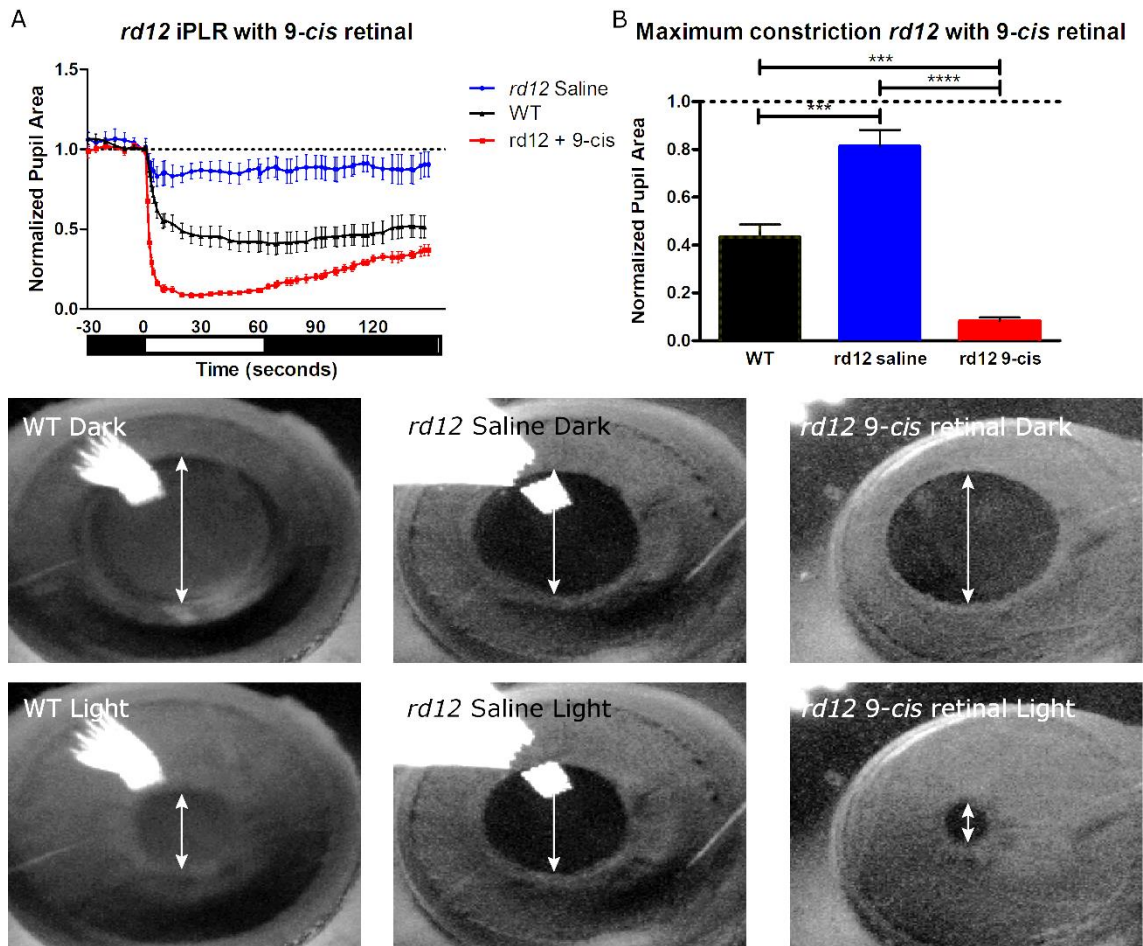 A
rd12 iPLR with 9-cis retinal
Normalized Pupil Area
1.5
1.0
0.5
0.0
-30 0 30 60 90 120
Time (seconds)
rd12 Saline
WT
rd12 + 9-cis
B
Maximum constriction rd12 with 9-cis retinal
***
****
***
Normalized Pupil Area
1.0
0.8
0.6
0.4
0.2
0.0
WT rd12 saline rd12 9-cis
WT Dark
rd12 Saline Dark
rd12 9-cis retinal Dark
WT Light
rd12 Saline Light
rd12 9-cis retinal Light